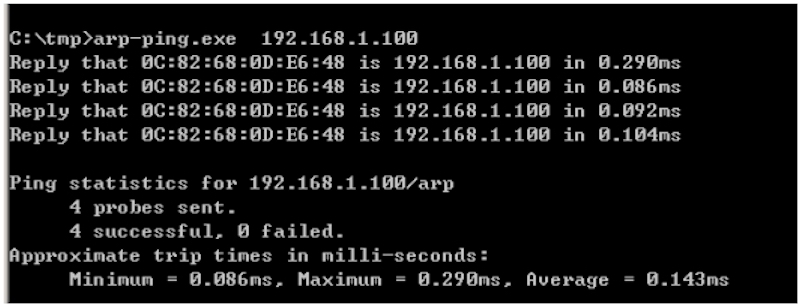 C:\tmp>arp-ping.exe  192.168.1.100
Reply that 0C:82:68:0D:E6:48 is 192.168.1.100 in 0.290ms
Reply that 0C:82:68:0D:E6:48 is 192.168.1.100 in 0.086ms
Reply that 0C:82:68:0D:E6:48 is 192.168.1.100 in 0.092ms
Reply that 0C:82:68:0D:E6:48 is 192.168.1.100 in 0.104ms
Ping statistics for 192.168.1.100/arp
4 probes sent.
4 successful, 0 failed.
Approximate trip times in milli-seconds:
Minimum = 0.086ms, Maximum = 0.290ms, Average = 0.143ms